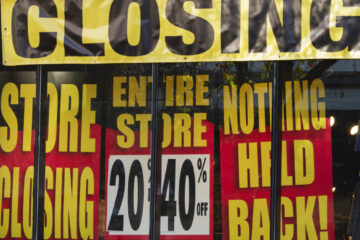 CLOSING
STORE
CLOSING
ENTIRE
STORE
20% 40%
OFF
NOTHING
HELD
BACK!